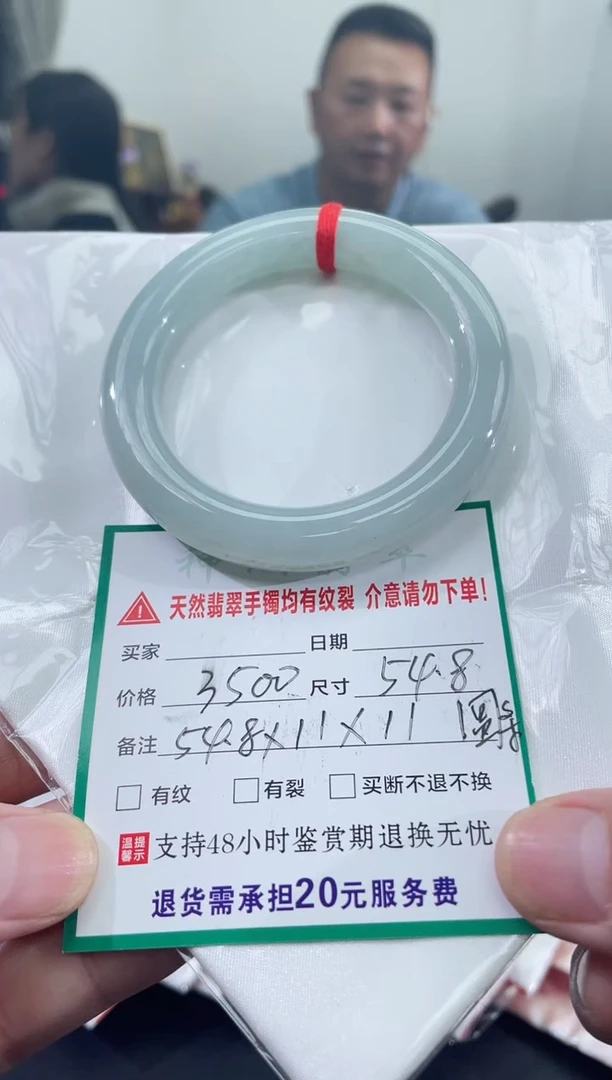 天然翡翠手镯均有纹裂 介意请勿下单!
买家 日期
价格 3500 尺寸 54.8
备注 54.8×11×11 圆条
有纹 有裂 买断不退不换
温馨提示 支持48小时鉴赏期退换无忧
退货需承担20元服务费